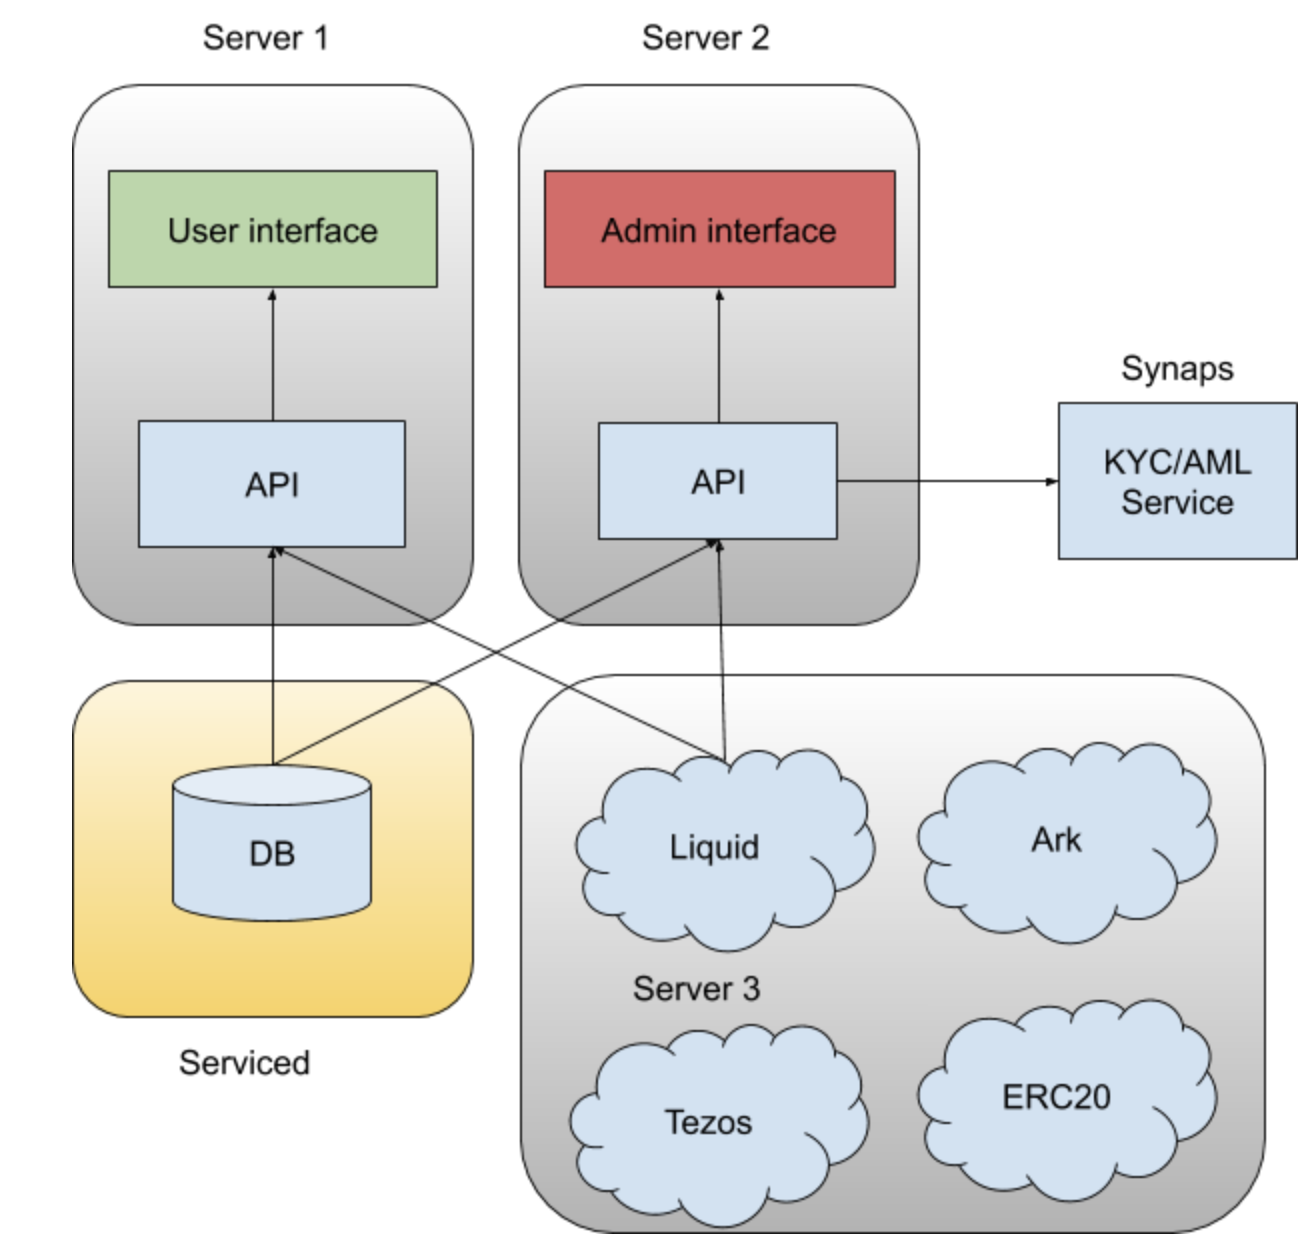 Server 1
Server 2
User interface
Admin interface
Synaps
API
API
KYC/AML
Service
DB
Liquid
Ark
Server 3
Serviced
Tezos
ERC20